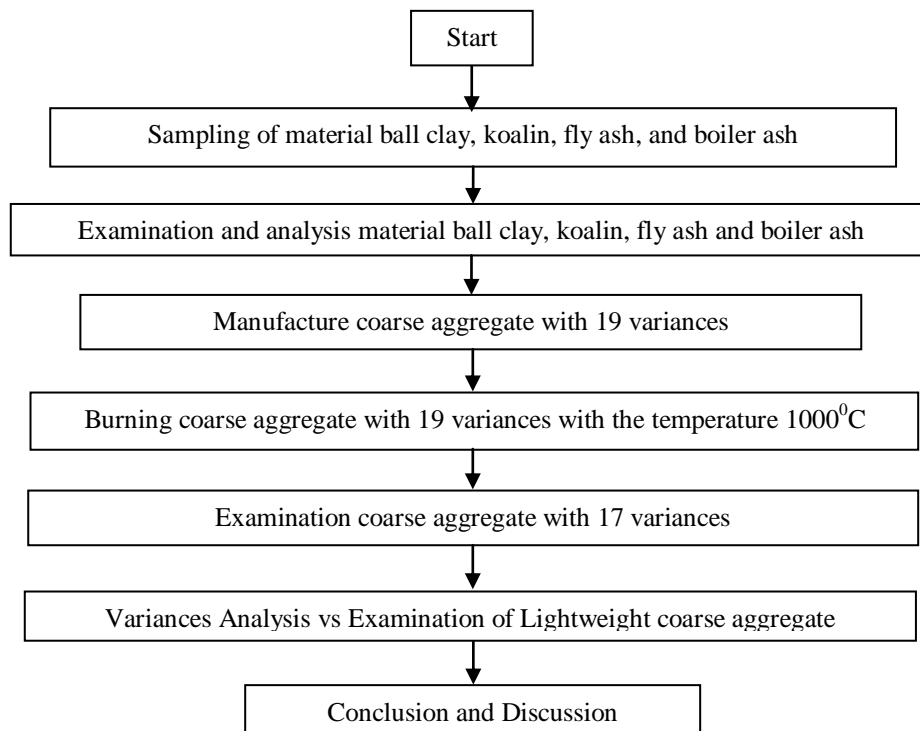 Start
Sampling of material ball clay, koalin, fly ash, and boiler ash
Examination and analysis material ball clay, koalin, fly ash and boiler ash
Manufacture coarse aggregate with 19 variances
Burning coarse aggregate with 19 variances with the temperature 1000⁰C
Examination coarse aggregate with 17 variances
Variances Analysis vs Examination of Lightweight coarse aggregate
Conclusion and Discussion